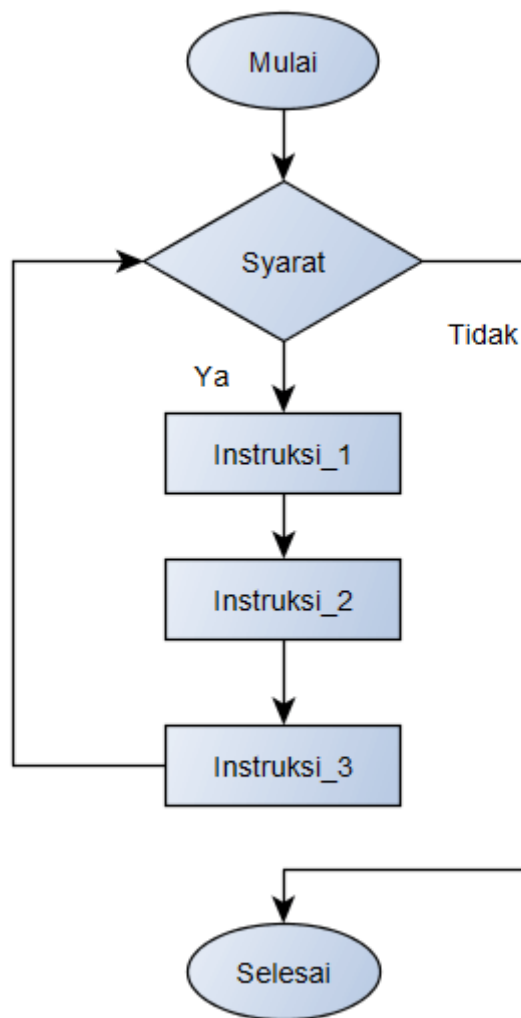 Mulai
Syarat
Tidak
Ya
Instruksi_1
Instruksi_2
Instruksi_3
Selesai